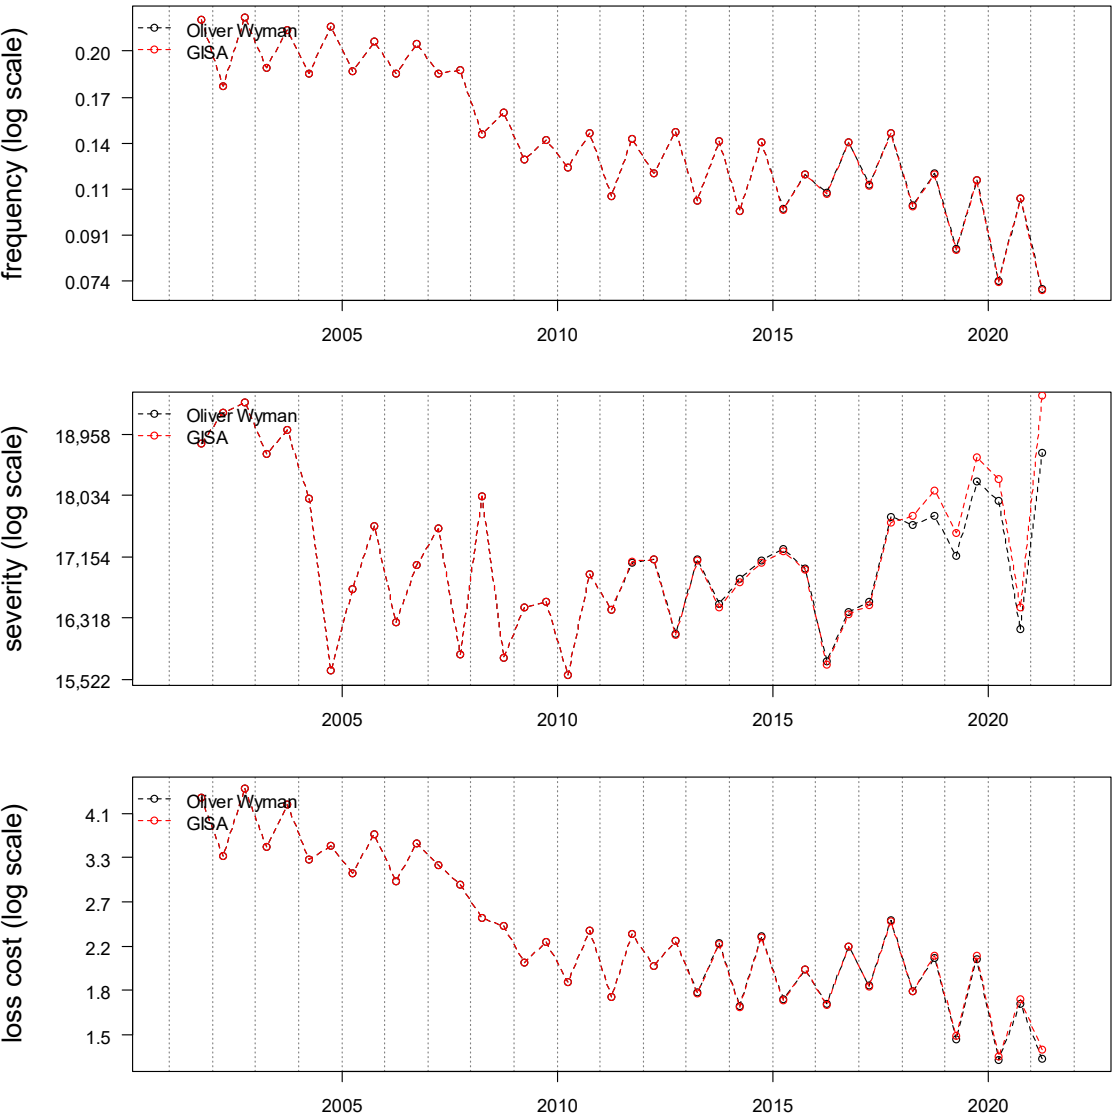 frequency (log scale)
Oliver Wyman
GISA
0.20
0.17
0.14
0.11
0.091
0.074
2005 2010 2015 2020
severity (log scale)
Oliver Wyman
GISA
18,958
18,034
17,154
16,318
15,522
2005 2010 2015 2020
loss cost (log scale)
Oliver Wyman
GISA
4.1
3.3
2.7
2.2
1.8
1.5
2005 2010 2015 2020